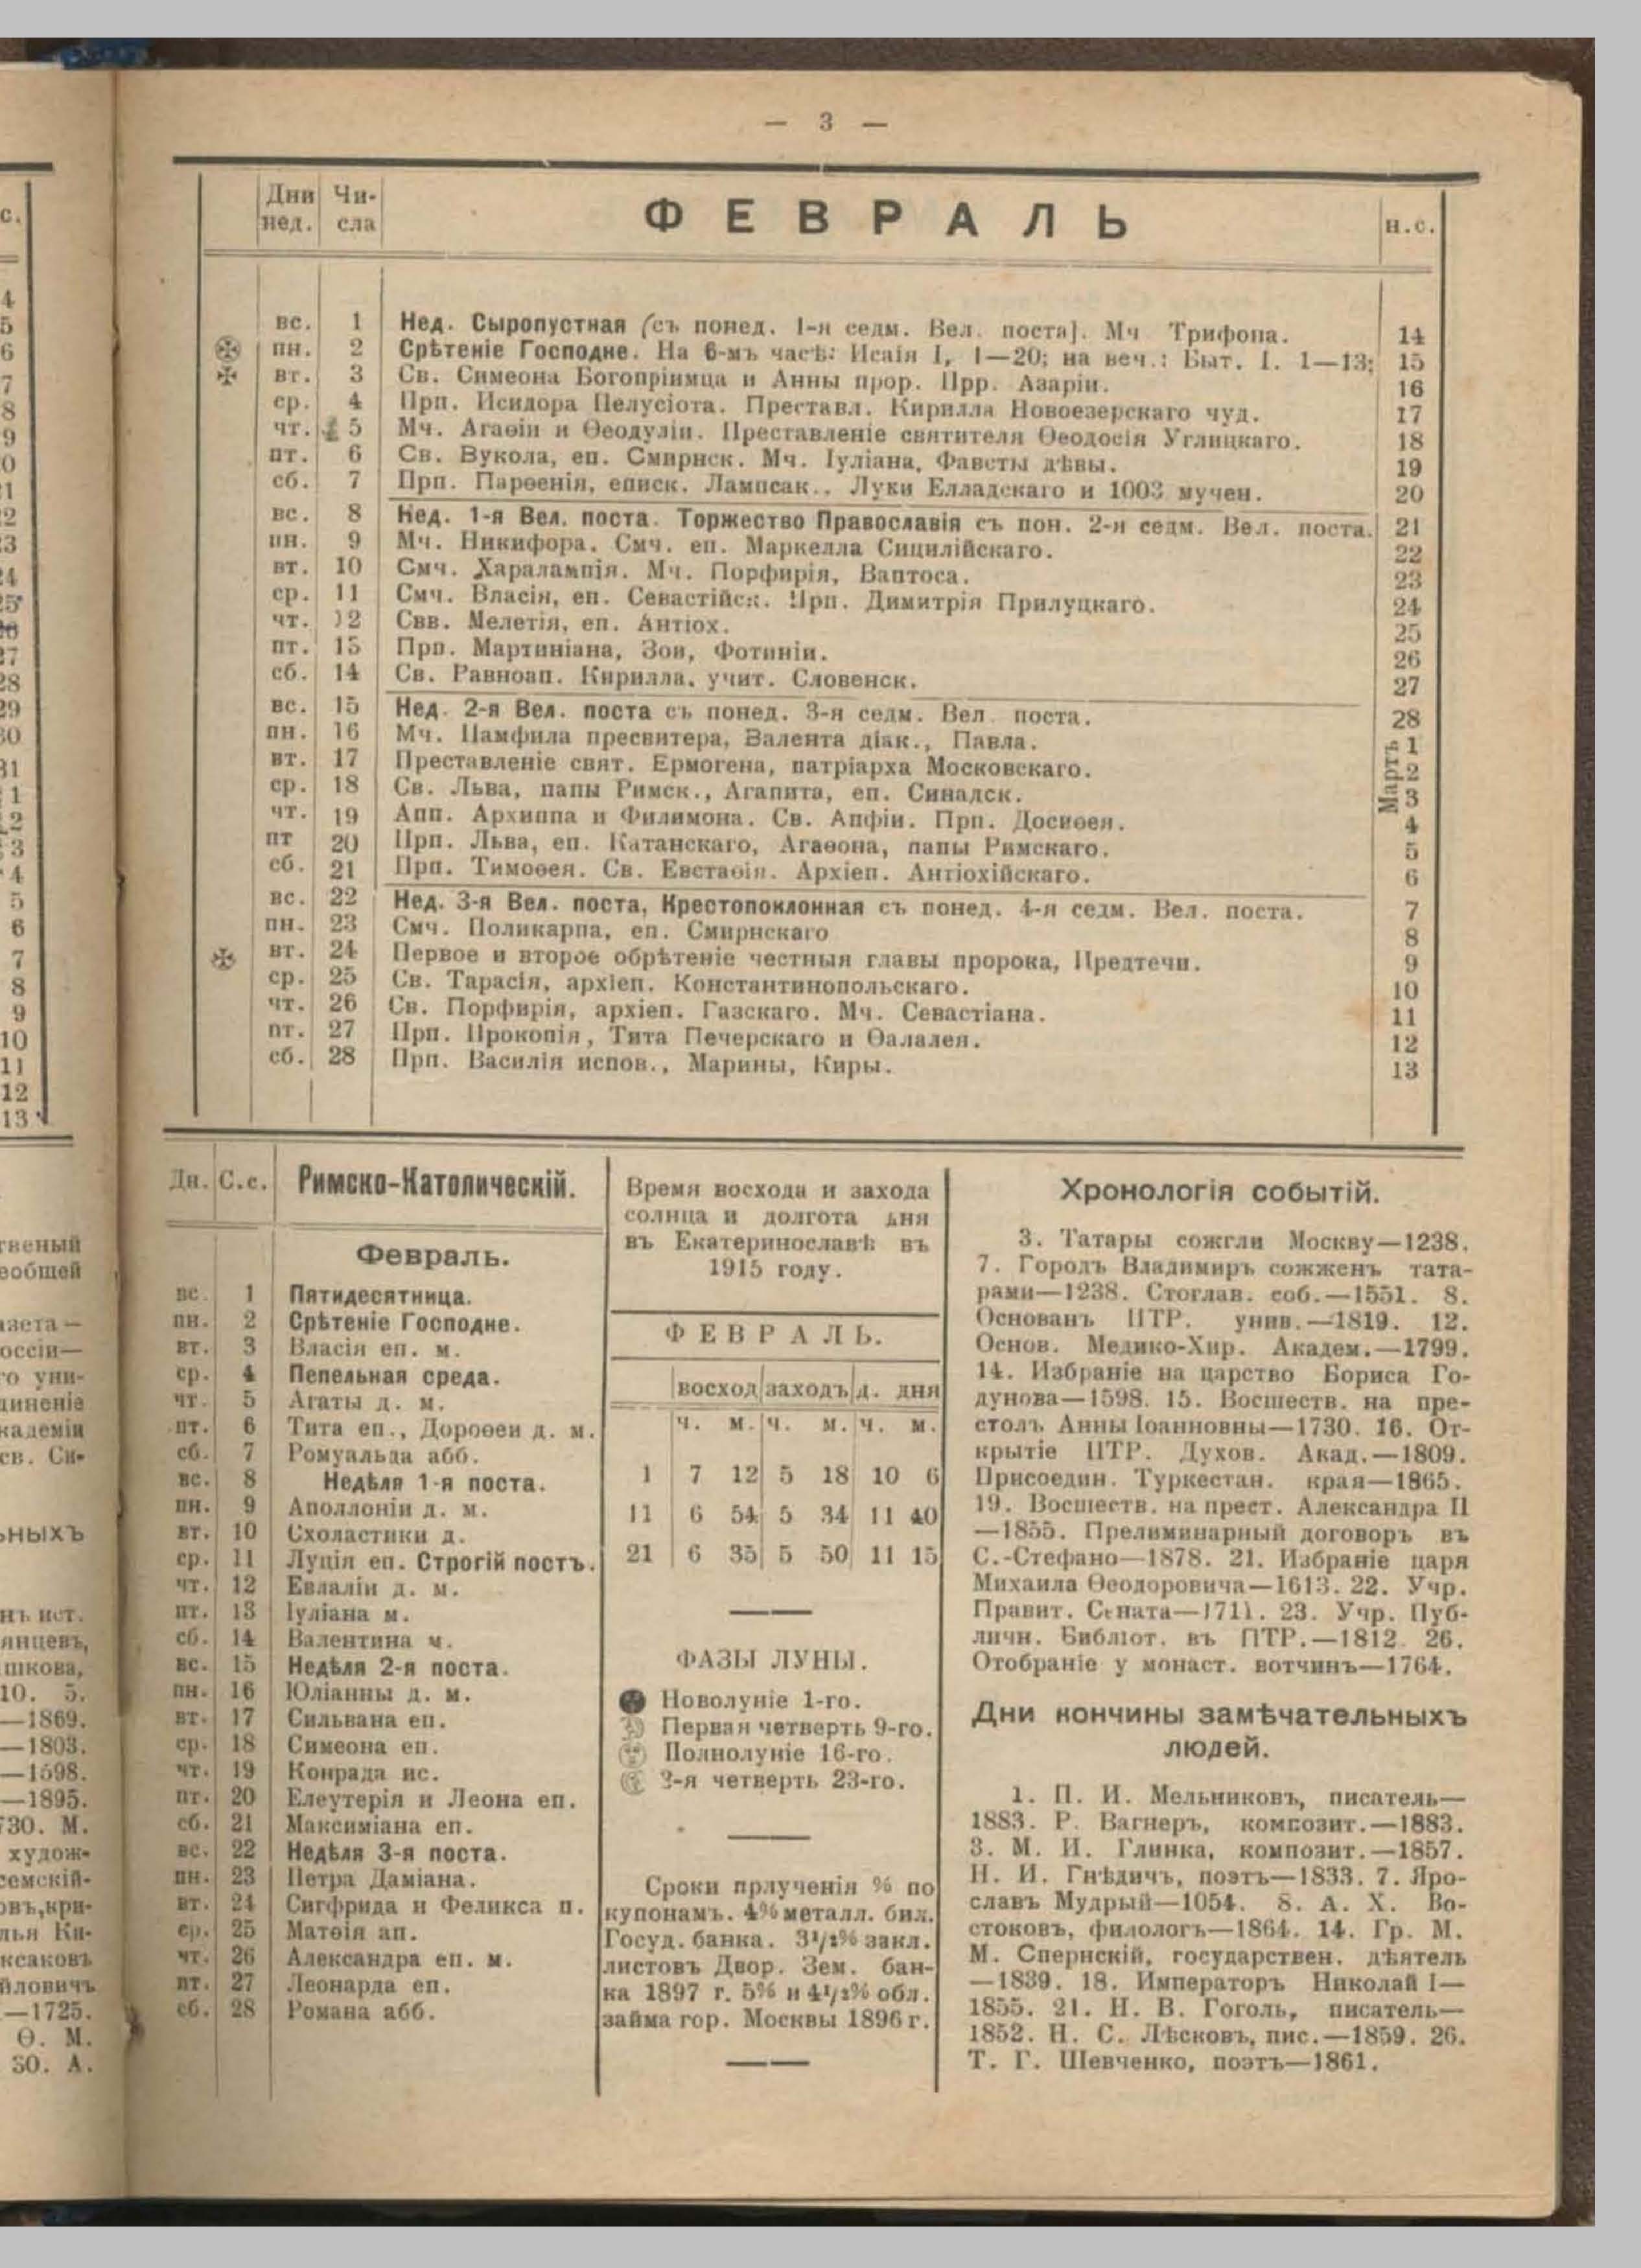 — 3 —
Дни нед. Чи-сла ФЕВРАЛЬ н.с.
вс. 1 Нед. Сыропустная (съ понед. 1-я седм. Вел. поста]. Мч Трифона. 14
пн. 2 Срѣтеніе Господне. На 6-мъ часѣ: Исаія I, 1—20; на веч.: Быт. I. 1—13; 15
вт. 3 Св. Симеона Богопріимца и Анны прор. Прр. Азаріи. 16
ср. 4 Прп. Исидора Пелусіота. Преставл. Кирилла Новоезерскаго чуд. 17
чт. 5 Мч. Агаѳіи и Ѳеодуліи. Преставленіе святителя Ѳеодосія Углицкаго. 18
пт. 6 Св. Вукола, еп. Смирнск. Мч. Іуліана, Фавсты дѣвы. 19
сб. 7 Прп. Парѳенія, еписк. Лампсак.. Луки Елладскаго и 1003 мучен. 20
вс. 8 Нед. 1-я Вел. поста. Торжество Православія съ пон. 2-я седм. Вел. поста. 21
пн. 9 Мч. Никифора. Смч. еп. Маркелла Сицилійскаго. 22
вт. 10 Смч. Харалампія. Мч. Порфирія, Ваптоса. 23
ср. 11 Смч. Власія, еп. Севастійск. Прп. Димитрія Прилуцкаго. 24
чт. 12 Свв. Мелетія, еп. Антіох. 25
пт. 13 Прп. Мартиніана, Зои, Фотиніи. 26
сб. 14 Св. Равноап. Кирилла. учит. Словенск. 27
вс. 15 Нед. 2-я Вел. поста съ понед. 3-я седм. Вел. поста. 28
пн. 16 Мч. Памфила пресвитера, Валента діак., Павла. Мартъ 1
вт. 17 Преставленіе свят. Ермогена, патріарха Московскаго. 2
ср. 18 Св. Льва, папы Римск., Агапита, еп. Синадск. 3
чт. 19 Апп. Архиппа и Филимона. Св. Апфіи. Прп. Досиѳея. 4
пт 20 Прп. Льва, еп. Катанскаго, Агаѳона, папы Римскаго. 5
сб. 21 Прп. Тимоѳея. Св. Евстаѳія. Архіеп. Антіохійскаго. 6
вс. 22 Нед. 3-я Вел. поста, Крестопоклонная съ понед. 4-я седм. Вел. поста. 7
пн. 23 Смч. Поликарпа, еп. Смирнскаго 8
вт. 24 Первое и второе обрѣтеніе честныя главы пророка, Предтечи. 9
ср. 25 Св. Тарасія, архіеп. Константинопольскаго. 10
чт. 26 Св. Порфирія, архіеп. Газскаго. Мч. Севастіана. 11
пт. 27 Прп. Прокопія, Тита Печерскаго и Ѳалалея. 12
сб. 28 Прп. Василія испов., Марины, Киры. 13
Дн. С.с. Римско-Католическій.
Февраль.
вс. 1 Пятидесятница.
пн. 2 Срѣтеніе Господне.
вт. 3 Власія еп. м.
ср. 4 Пепельная среда.
чт. 5 Агаты д. м.
пт. 6 Тита еп., Дороѳеи д. м.
сб. 7 Ромуальда абб.
вс. 8 Недѣля 1-я поста.
пн. 9 Аполлоніи д. м.
вт. 10 Схоластики д.
ср. 11 Луція еп. Строгій постъ.
чт. 12 Евлаліи д. м.
пт. 13 Іуліана м.
сб. 14 Валентина м.
вс. 15 Недѣля 2-я поста.
пн. 16 Юліанны д. м.
вт. 17 Сильвана еп.
ср. 18 Симеона еп.
чт. 19 Конрада ис.
пт. 20 Елеутерія и Леона еп.
сб. 21 Максиміана еп.
вс. 22 Недѣля 3-я поста.
пн. 23 Петра Даміана.
вт. 24 Сигфрида и Феликса п.
ср. 25 Матѳія ап.
чт. 26 Александра еп. м.
пт. 27 Леонарда еп.
сб. 28 Романа абб.
Время восхода и захода
солнца и долгота дня
въ Екатеринославѣ въ
1915 году.
ФЕВРАЛЬ.
восход заходъ д. дня
ч. м. ч. м. ч. м.
1 7 12 5 18 10 6
11 6 54 5 34 11 40
21 6 35 5 50 11 15
ФАЗЫ ЛУНЫ.
Новолуніе 1-го.
Первая четверть 9-го.
Полнолуніе 16-го.
3-я четверть 23-го.
Сроки прлученія % по
купонамъ. 4% металл. бил.
Госуд. банка. 3½% закл.
листовъ Двор. Зем. бан-
ка 1897 г. 5% и 4½% обл.
займа гор. Москвы 1896 г.
Хронологія событій.
3. Татары сожгли Москву—1238.
7. Городъ Владимиръ сожженъ тата-
рами—1238. Стоглав. соб.—1551. 8.
Основанъ ПТР. унив.—1819. 12.
Основ. Медико-Хир. Академ.—1799.
14. Избраніе на царство Бориса Го-
дунова—1598. 15. Восшеств. на пре-
столъ Анны Іоанновны—1730. 16. От-
крытіе ПТР. Духов. Акад.—1809.
Присоедин. Туркестан. края—1865.
19. Восшеств. на прест. Александра II
—1855. Прелиминарный договоръ въ
С.-Стефано—1878. 21. Избраніе царя
Михаила Ѳеодоровича—1613. 22. Учр.
Правит. Сената—1711. 23. Учр. Пуб-
личн. Библіот. въ ПТР.—1812. 26.
Отобраніе у монаст. вотчинъ—1764.
Дни кончины замѣчательныхъ
людей.
1. П. И. Мельниковъ, писатель—
1883. Р. Вагнеръ, композит.—1883.
3. М. И. Глинка, композит.—1857.
Н. И. Гнѣдичъ, поэтъ—1833. 7. Яро-
славъ Мудрый—1054. 8. А. Х. Во-
стоковъ, филологъ—1864. 14. Гр. М.
М. Спернскій, государствен. дѣятель
—1839. 18. Императоръ Николай I—
1855. 21. Н. В. Гоголь, писатель—
1852. Н. С. Лѣсковъ, пис.—1859. 26.
Т. Г. Шевченко, поэтъ—1861.